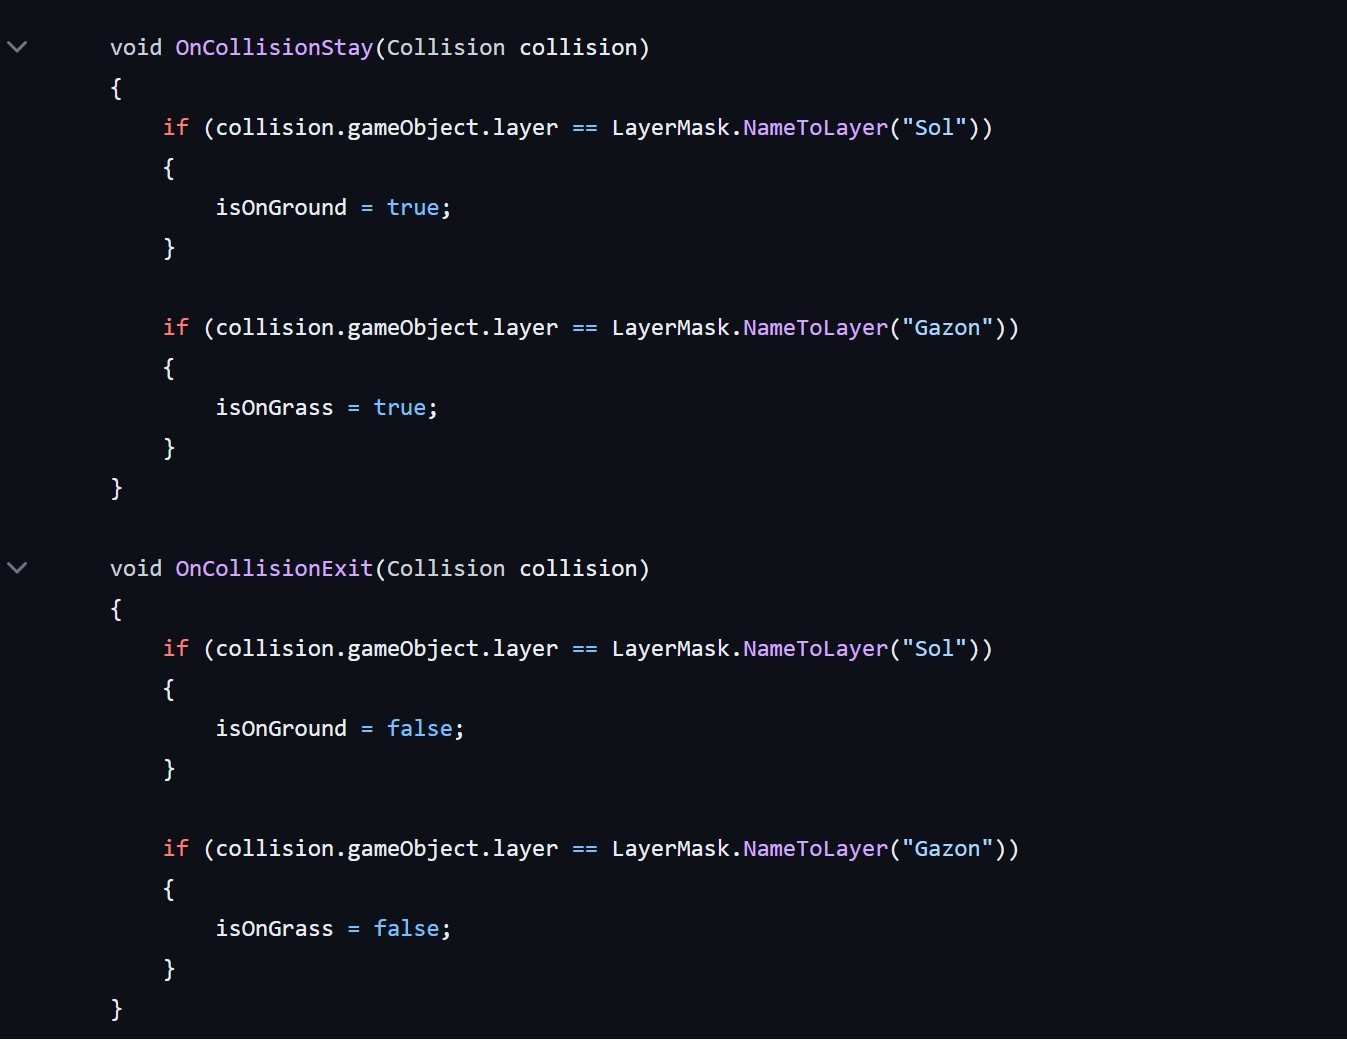 void OnCollisionStay(Collision collision)
{
if (collision.gameObject.layer == LayerMask.NameToLayer("Sol"))
{
isOnGround = true;
}
if (collision.gameObject.layer == LayerMask.NameToLayer("Gazon"))
{
isOnGrass = true;
}
}
void OnCollisionExit(Collision collision)
{
if (collision.gameObject.layer == LayerMask.NameToLayer("Sol"))
{
isOnGround = false;
}
if (collision.gameObject.layer == LayerMask.NameToLayer("Gazon"))
{
isOnGrass = false;
}
}